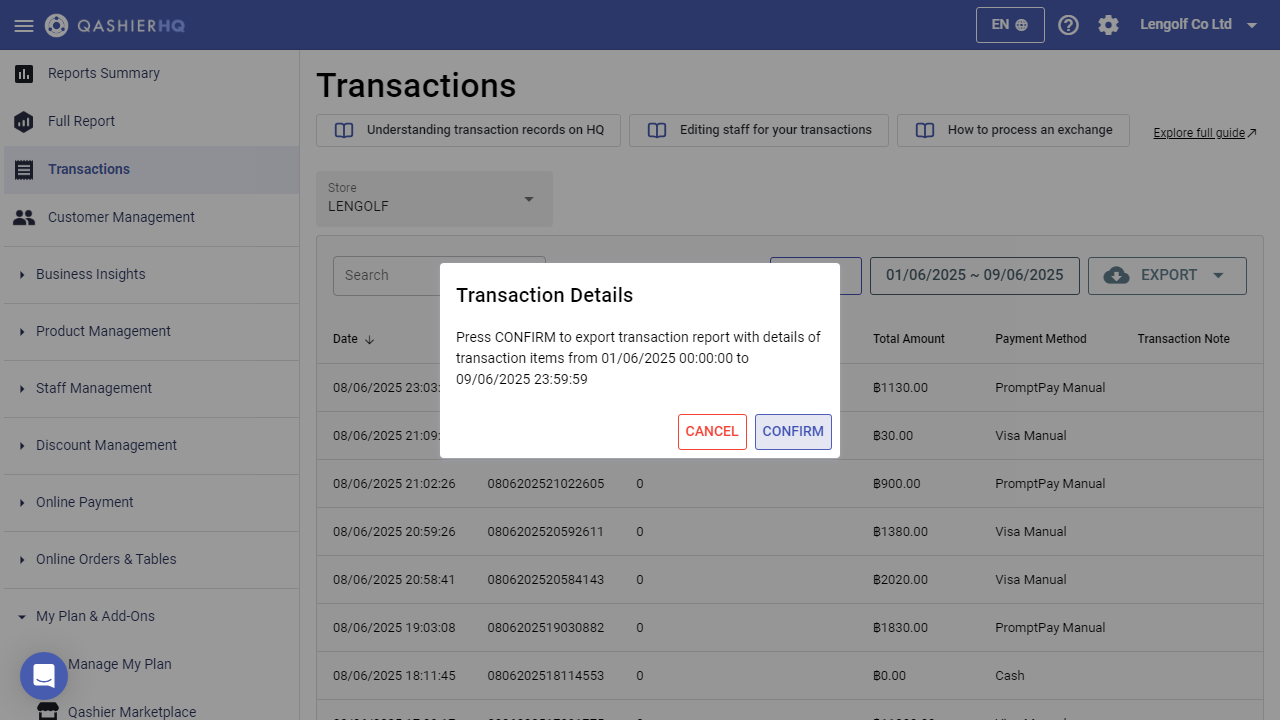 QASHIERHQ
EN
Lengolf Co Ltd
Reports Summary
Full Report
Transactions
Customer Management
Business Insights
Product Management
Staff Management
Discount Management
Online Payment
Online Orders & Tables
My Plan & Add-Ons
Manage My Plan
Qashier Marketplace
Transactions
Understanding transaction records on HQ
Editing staff for your transactions
How to process an exchange
Explore full guide
Store
LENGOLF
Search
01/06/2025 ~ 09/06/2025
EXPORT
Date
Total Amount
Payment Method
Transaction Note
Transaction Details
Press CONFIRM to export transaction report with details of
transaction items from 01/06/2025 00:00:00 to
09/06/2025 23:59:59
CANCEL
CONFIRM
08/06/2025 23:03: ฿1130.00 PromptPay Manual
08/06/2025 21:09: ฿30.00 Visa Manual
08/06/2025 21:02:26 0806202521022605 0 ฿900.00 PromptPay Manual
08/06/2025 20:59:26 0806202520592611 0 ฿1380.00 Visa Manual
08/06/2025 20:58:41 0806202520584143 0 ฿2020.00 Visa Manual
08/06/2025 19:03:08 0806202519030882 0 ฿1830.00 PromptPay Manual
08/06/2025 18:11:45 0806202518114553 0 ฿0.00 Cash